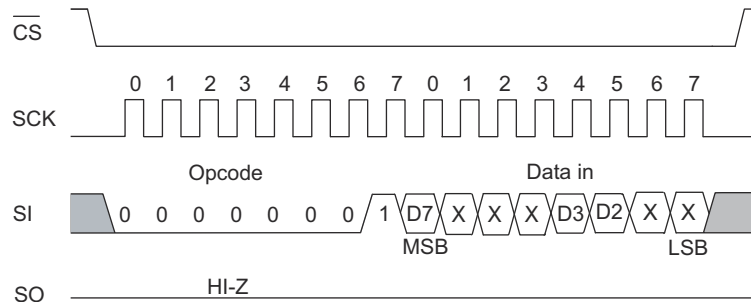 CS
0 1 2 3 4 5 6 7 0 1 2 3 4 5 6 7
SCK
Opcode Data in
SI 0 0 0 0 0 0 0 1 D7 X X X D3 D2 X X
MSB LSB
HI-Z
SO